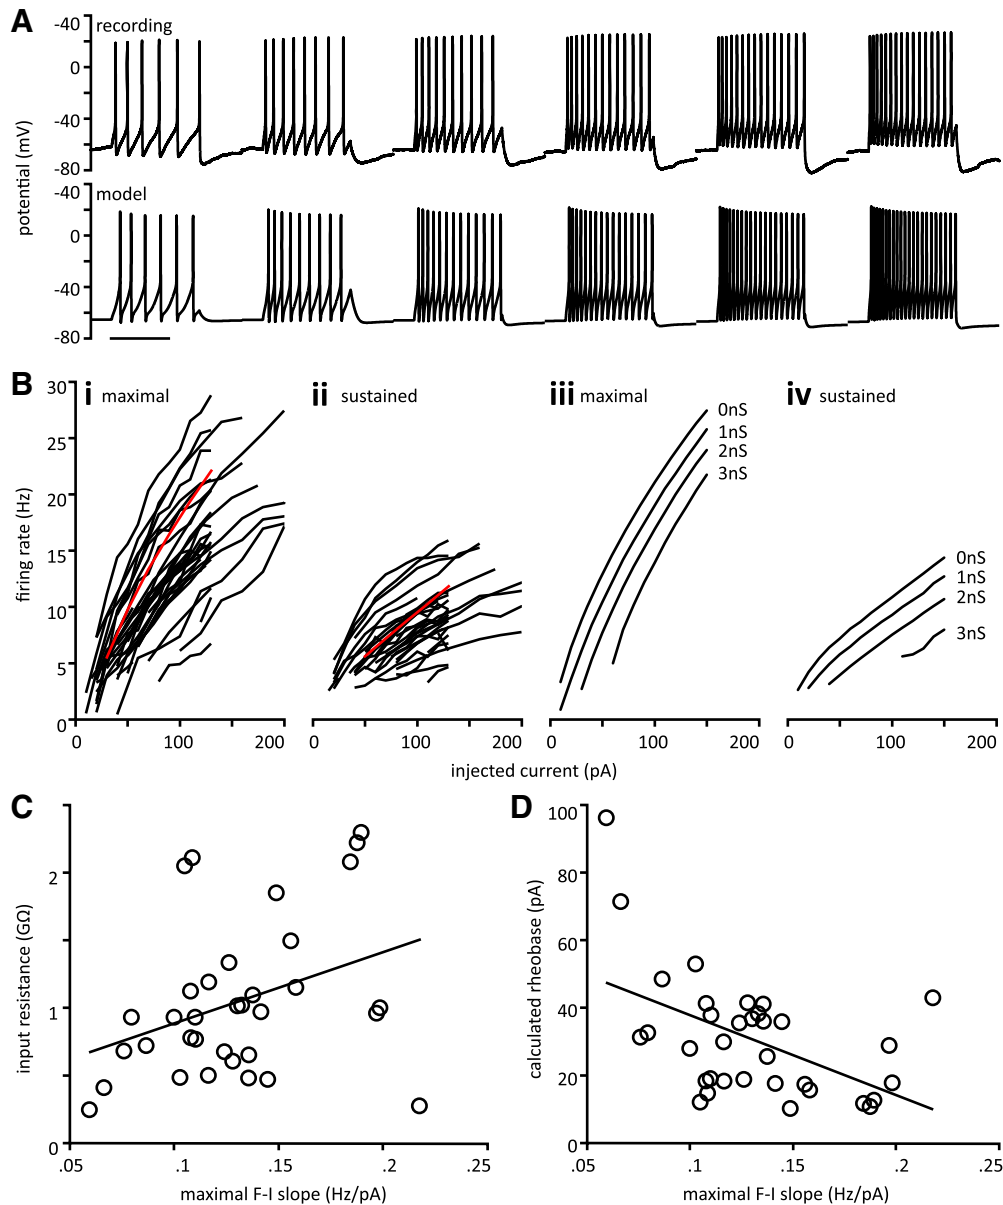 A
-40
recording
0
-40
-80
potential (mV)
-40
model
0
-40
-80
B
30
25
20
15
10
5
0
firing rate (Hz)
i maximal
ii sustained
iii maximal
iv sustained
0nS
1nS
2nS
3nS
0nS
1nS
2nS
3nS
0 100 200
0 100 200
0 100 200
0 100 200
injected current (pA)
C
2
1
0
input resistance (GΩ)
.05 .1 .15 .2 .25
maximal F-I slope (Hz/pA)
D
100
80
60
40
20
0
calculated rheobase (pA)
.05 .1 .15 .2 .25
maximal F-I slope (Hz/pA)